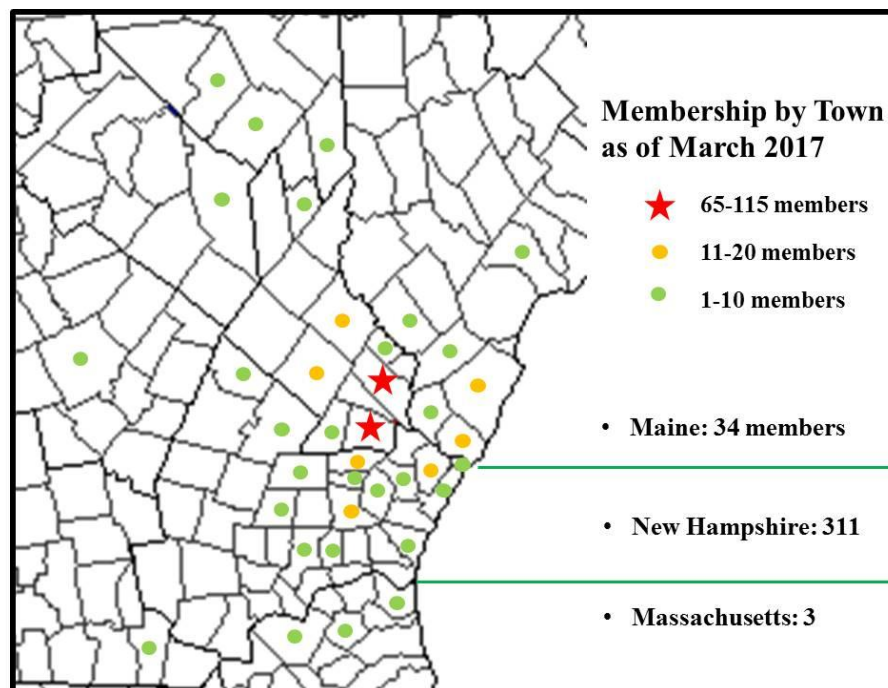 Membership by Town
as of March 2017
65-115 members
11-20 members
1-10 members
• Maine: 34 members
• New Hampshire: 311
• Massachusetts: 3